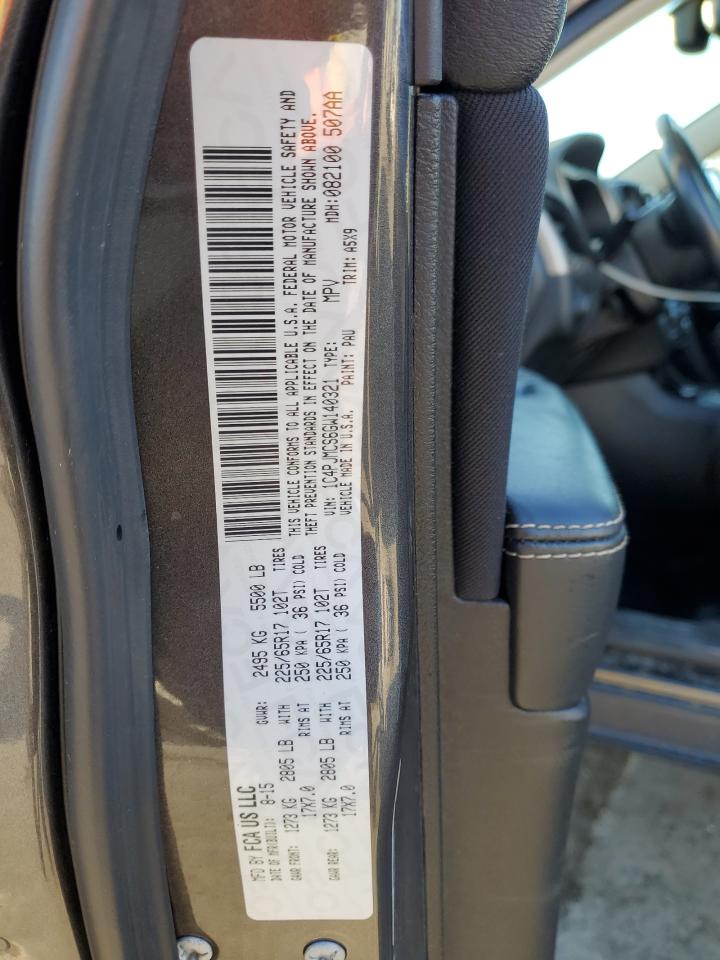 MFD BY FCA US LLC
DATE OF MFR(BUILT): 8-15 GVWR: 2495 KG 5500 LB
GAWR FRONT: 1273 KG 2805 LB WITH 225/65R17 102T TIRES
17X7.0 RIMS AT 250 KPA ( 36 PSI) COLD
GAWR REAR: 1273 KG 2805 LB WITH 225/65R17 102T TIRES
17X7.0 RIMS AT 250 KPA ( 36 PSI) COLD
THIS VEHICLE CONFORMS TO ALL APPLICABLE U.S.A. FEDERAL MOTOR VEHICLE SAFETY AND
THEFT PREVENTION STANDARDS IN EFFECT ON THE DATE OF MANUFACTURE SHOWN ABOVE.
VIN: 1C4PJMCS6GW140321 TYPE: MPV MDH:082100 507AA
VEHICLE MADE IN U.S.A. PAINT: PAU TRIM: A5X9